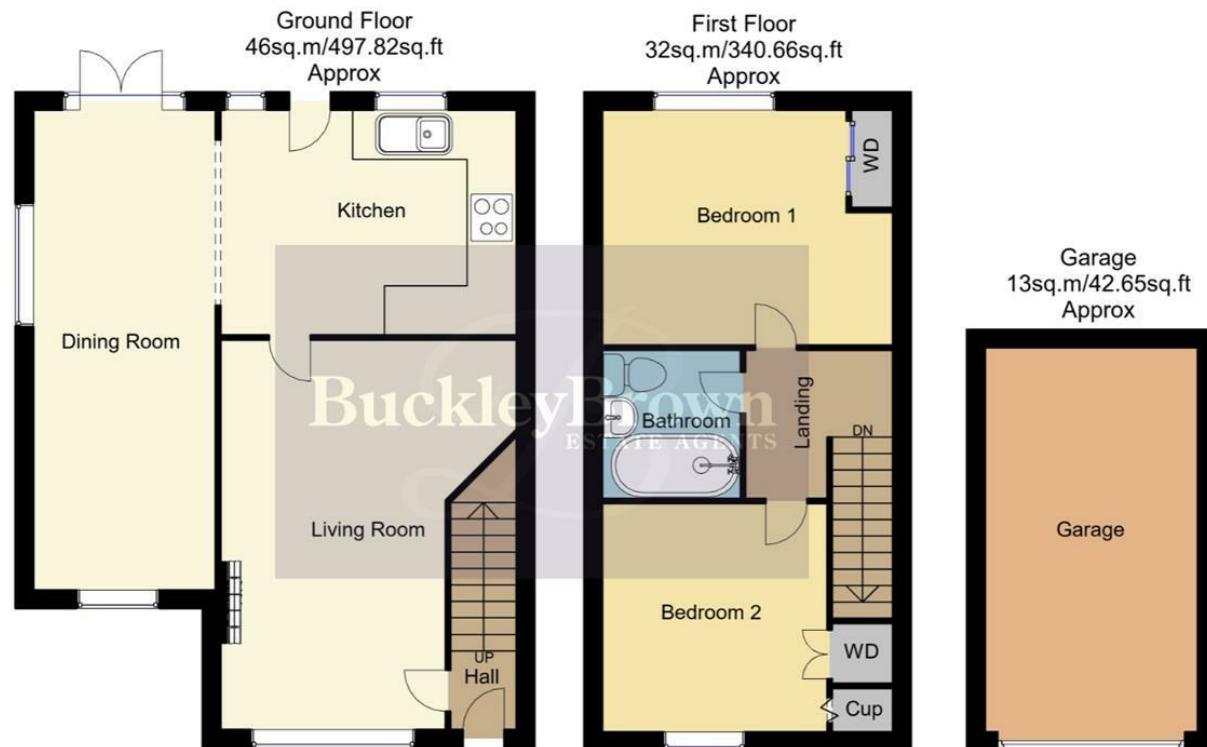 Ground Floor
46sq.m/497.82sq.ft
Approx
Kitchen
Dining Room
Living Room
UP
Hall
First Floor
32sq.m/340.66sq.ft
Approx
WD
Bedroom 1
Bathroom
Landing
DN
Bedroom 2
WD
Cup
Garage
13sq.m/42.65sq.ft
Approx
Garage
BuckleyBrown
ESTATE AGENTS